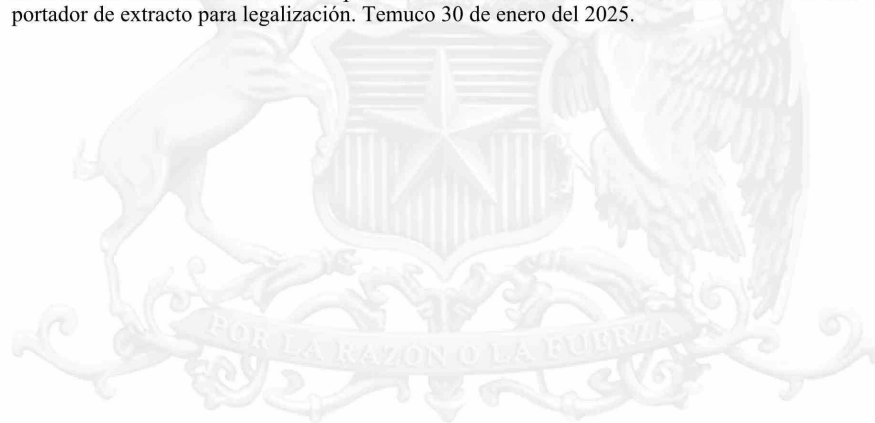 portador de extracto para legalización. Temuco 30 de enero del 2025.
POR LA RAZON O LA FUERZA